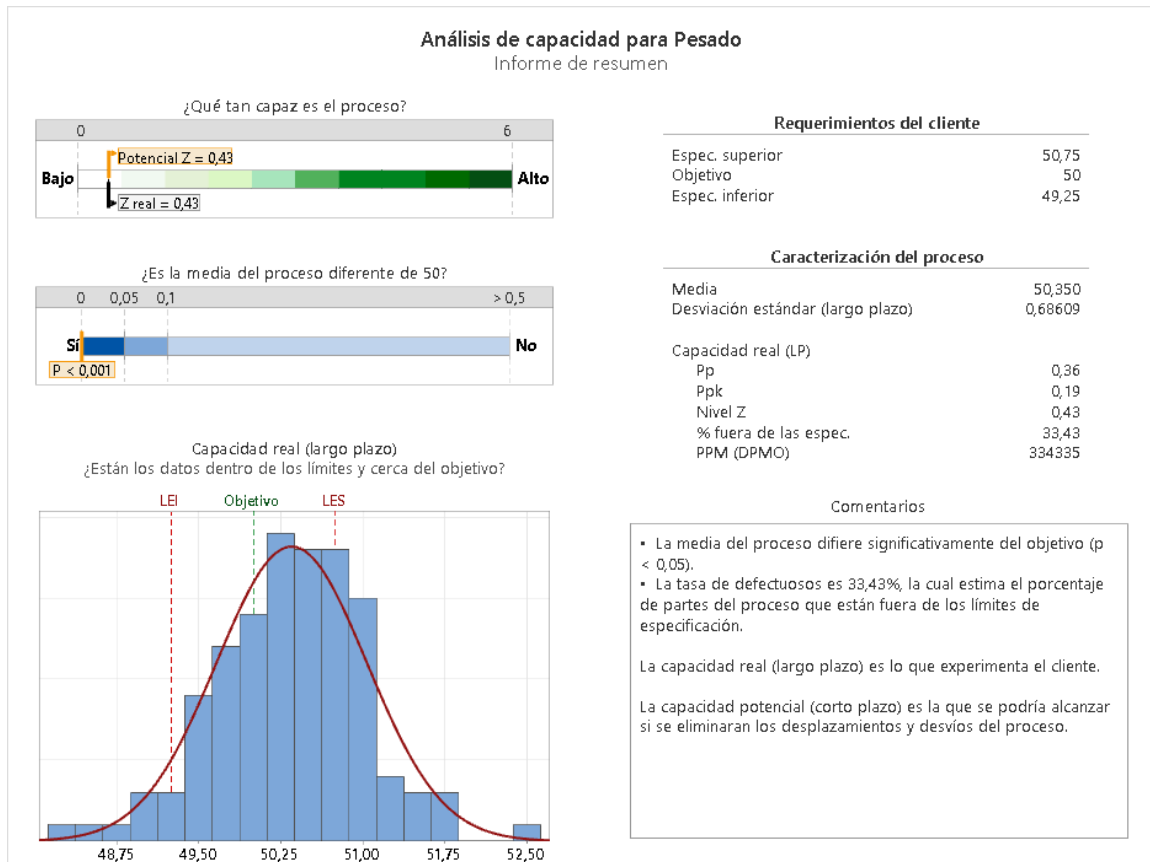 Análisis de capacidad para Pesado
Informe de resumen
¿Qué tan capaz es el proceso?
0 6
Potencial Z = 0,43
Bajo Alto
Z real = 0,43
¿Es la media del proceso diferente de 50?
0 0,05 0,1 > 0,5
Sí No
P < 0,001
Capacidad real (largo plazo)
¿Están los datos dentro de los límites y cerca del objetivo?
LEI Objetivo LES
48,75 49,50 50,25 51,00 51,75 52,50
Requerimientos del cliente
Espec. superior 50,75
Objetivo 50
Espec. inferior 49,25
Caracterización del proceso
Media 50,350
Desviación estándar (largo plazo) 0,68609
Capacidad real (LP)
Pp 0,36
Ppk 0,19
Nivel Z 0,43
% fuera de las espec. 33,43
PPM (DPMO) 334335
Comentarios
• La media del proceso difiere significativamente del objetivo (p
< 0,05).
• La tasa de defectuosos es 33,43%, la cual estima el porcentaje
de partes del proceso que están fuera de los límites de
especificación.
La capacidad real (largo plazo) es lo que experimenta el cliente.
La capacidad potencial (corto plazo) es la que se podría alcanzar
si se eliminaran los desplazamientos y desvíos del proceso.